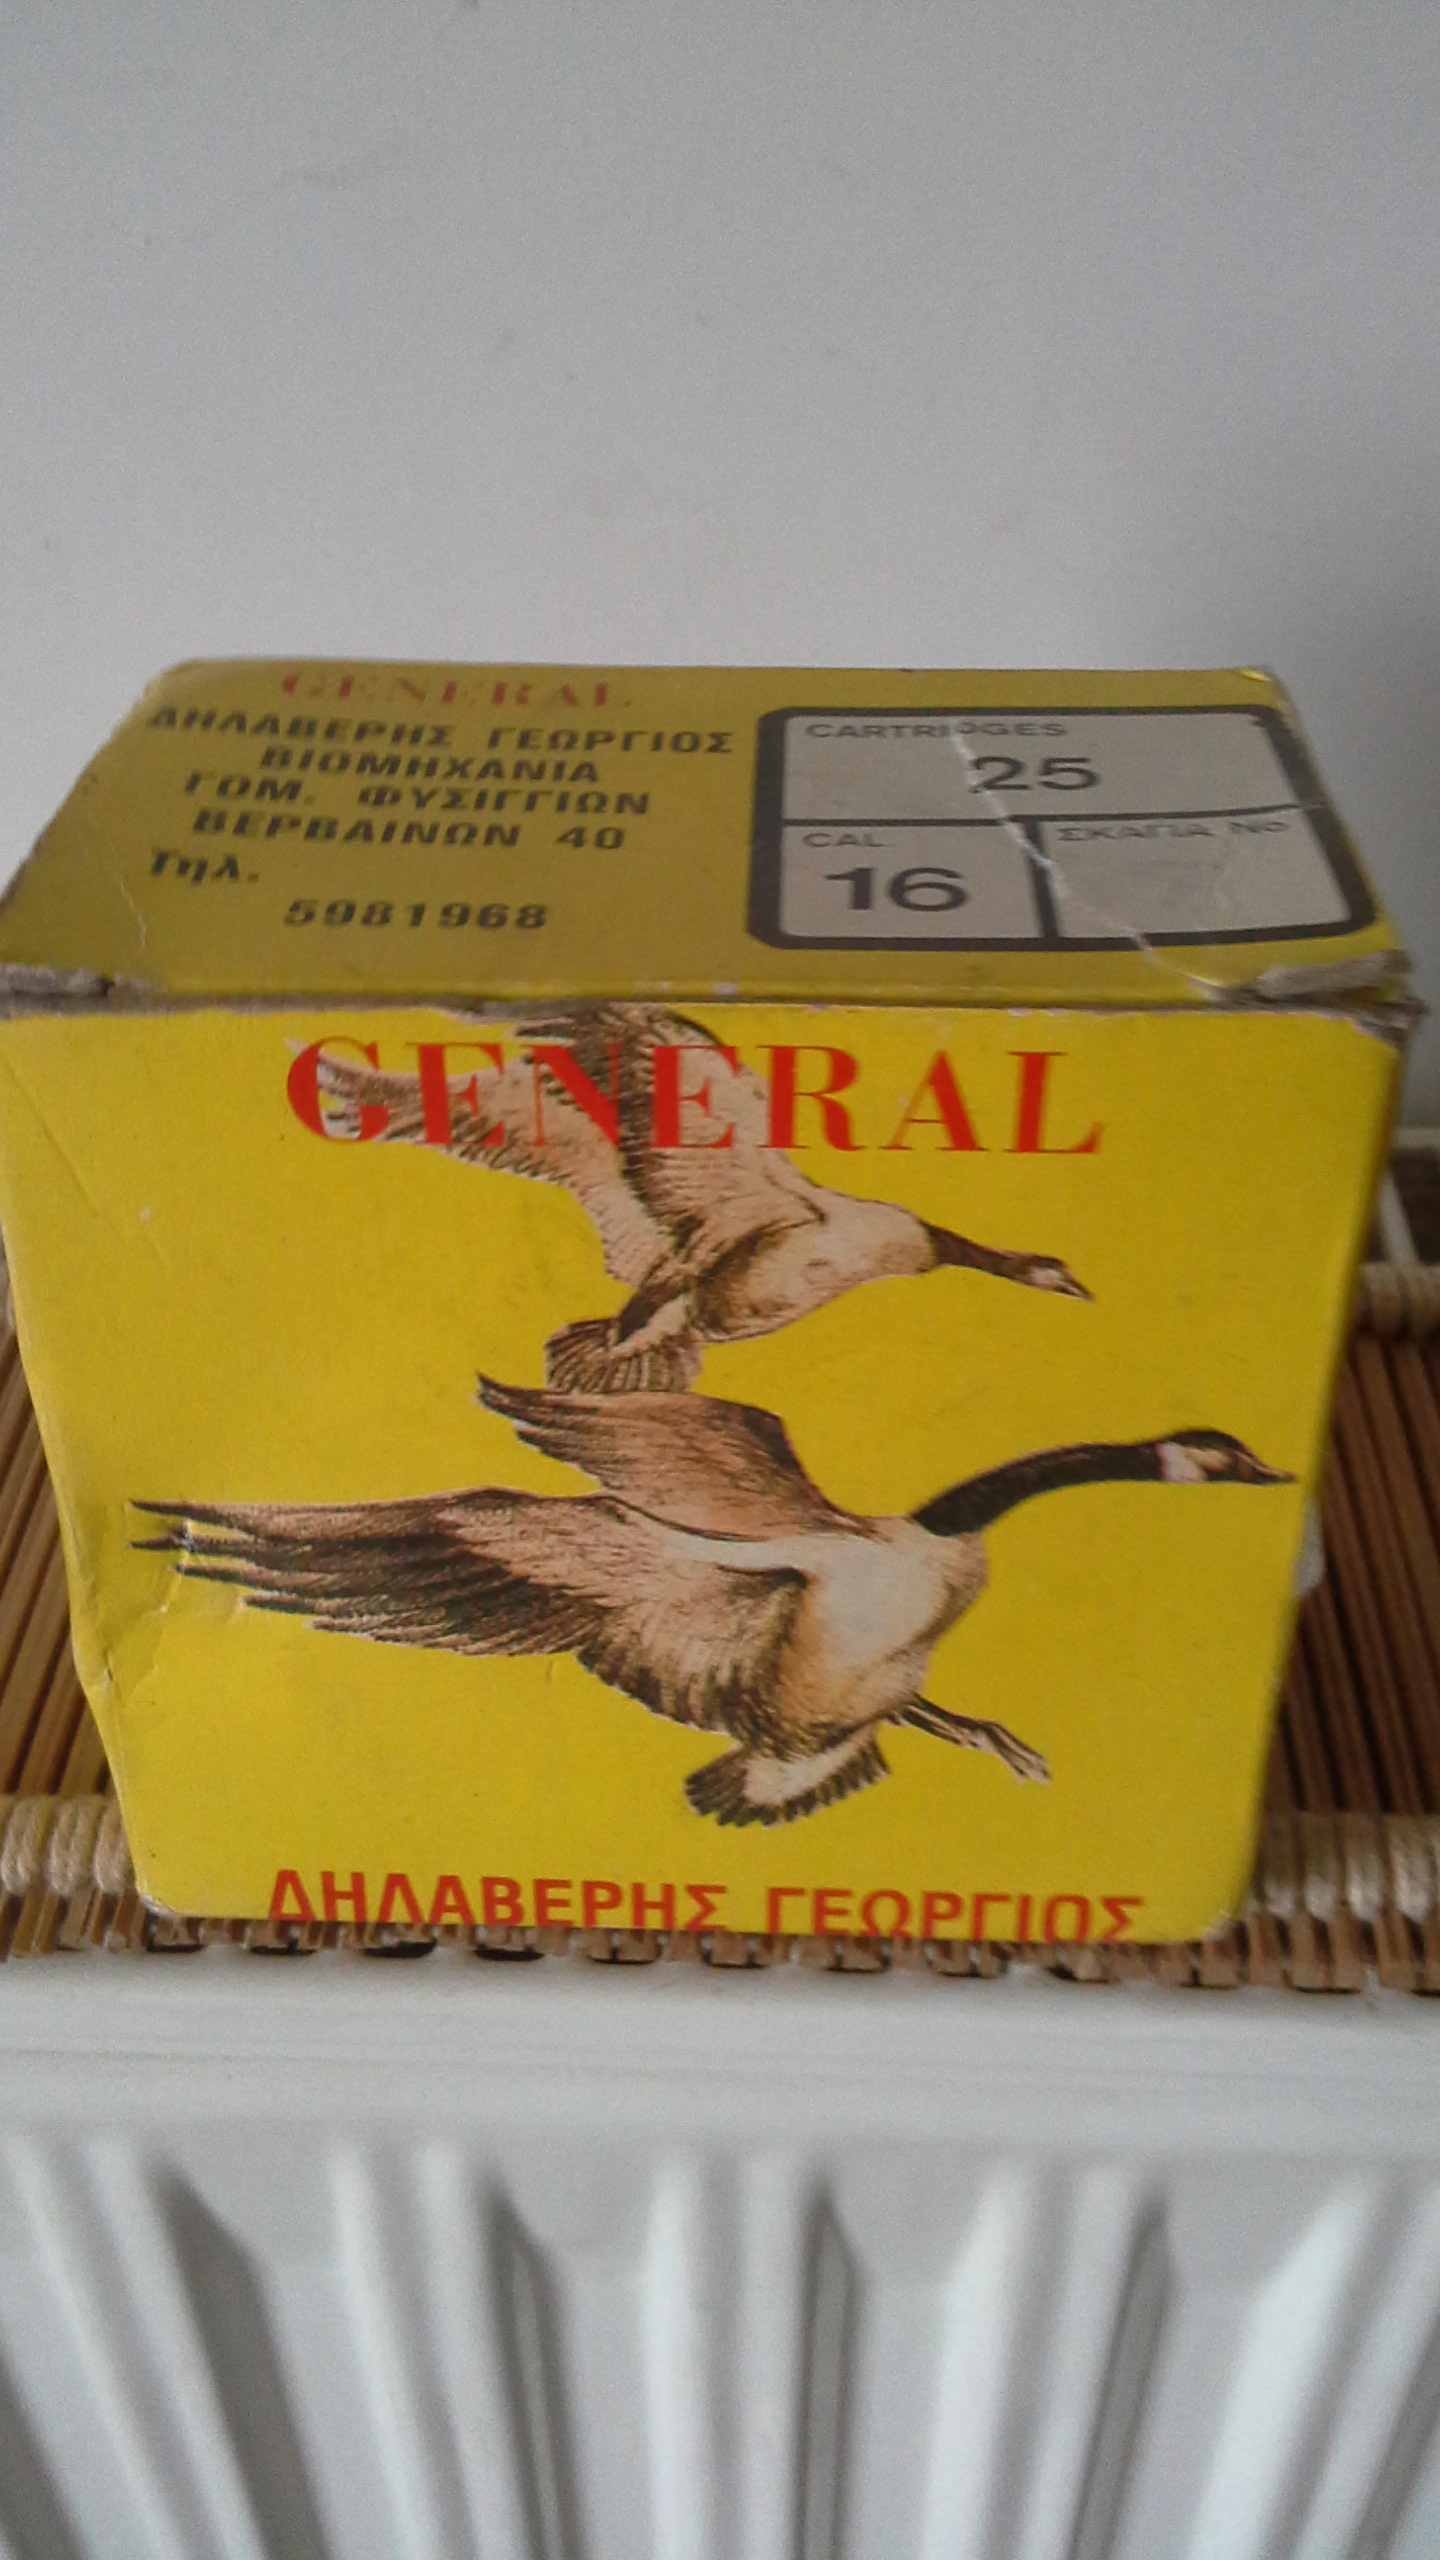 GENERAL
ΔΗΛΑΒΕΡΗΣ ΓΕΩΡΓΙΟΣ
ΒΙΟΜΗΧΑΝΙΑ
ΓΟΜ. ΦΥΣΙΓΓΙΩΝ
ΒΕΡΒΑΙΝΩΝ 40
Τηλ.
5981968
CARTRIDGES
25
CAL
16
ΣΚΑΓΙΑ Νο
GENERAL
ΔΗΛΑΒΕΡΗΣ ΓΕΩΡΓΙΟΣ